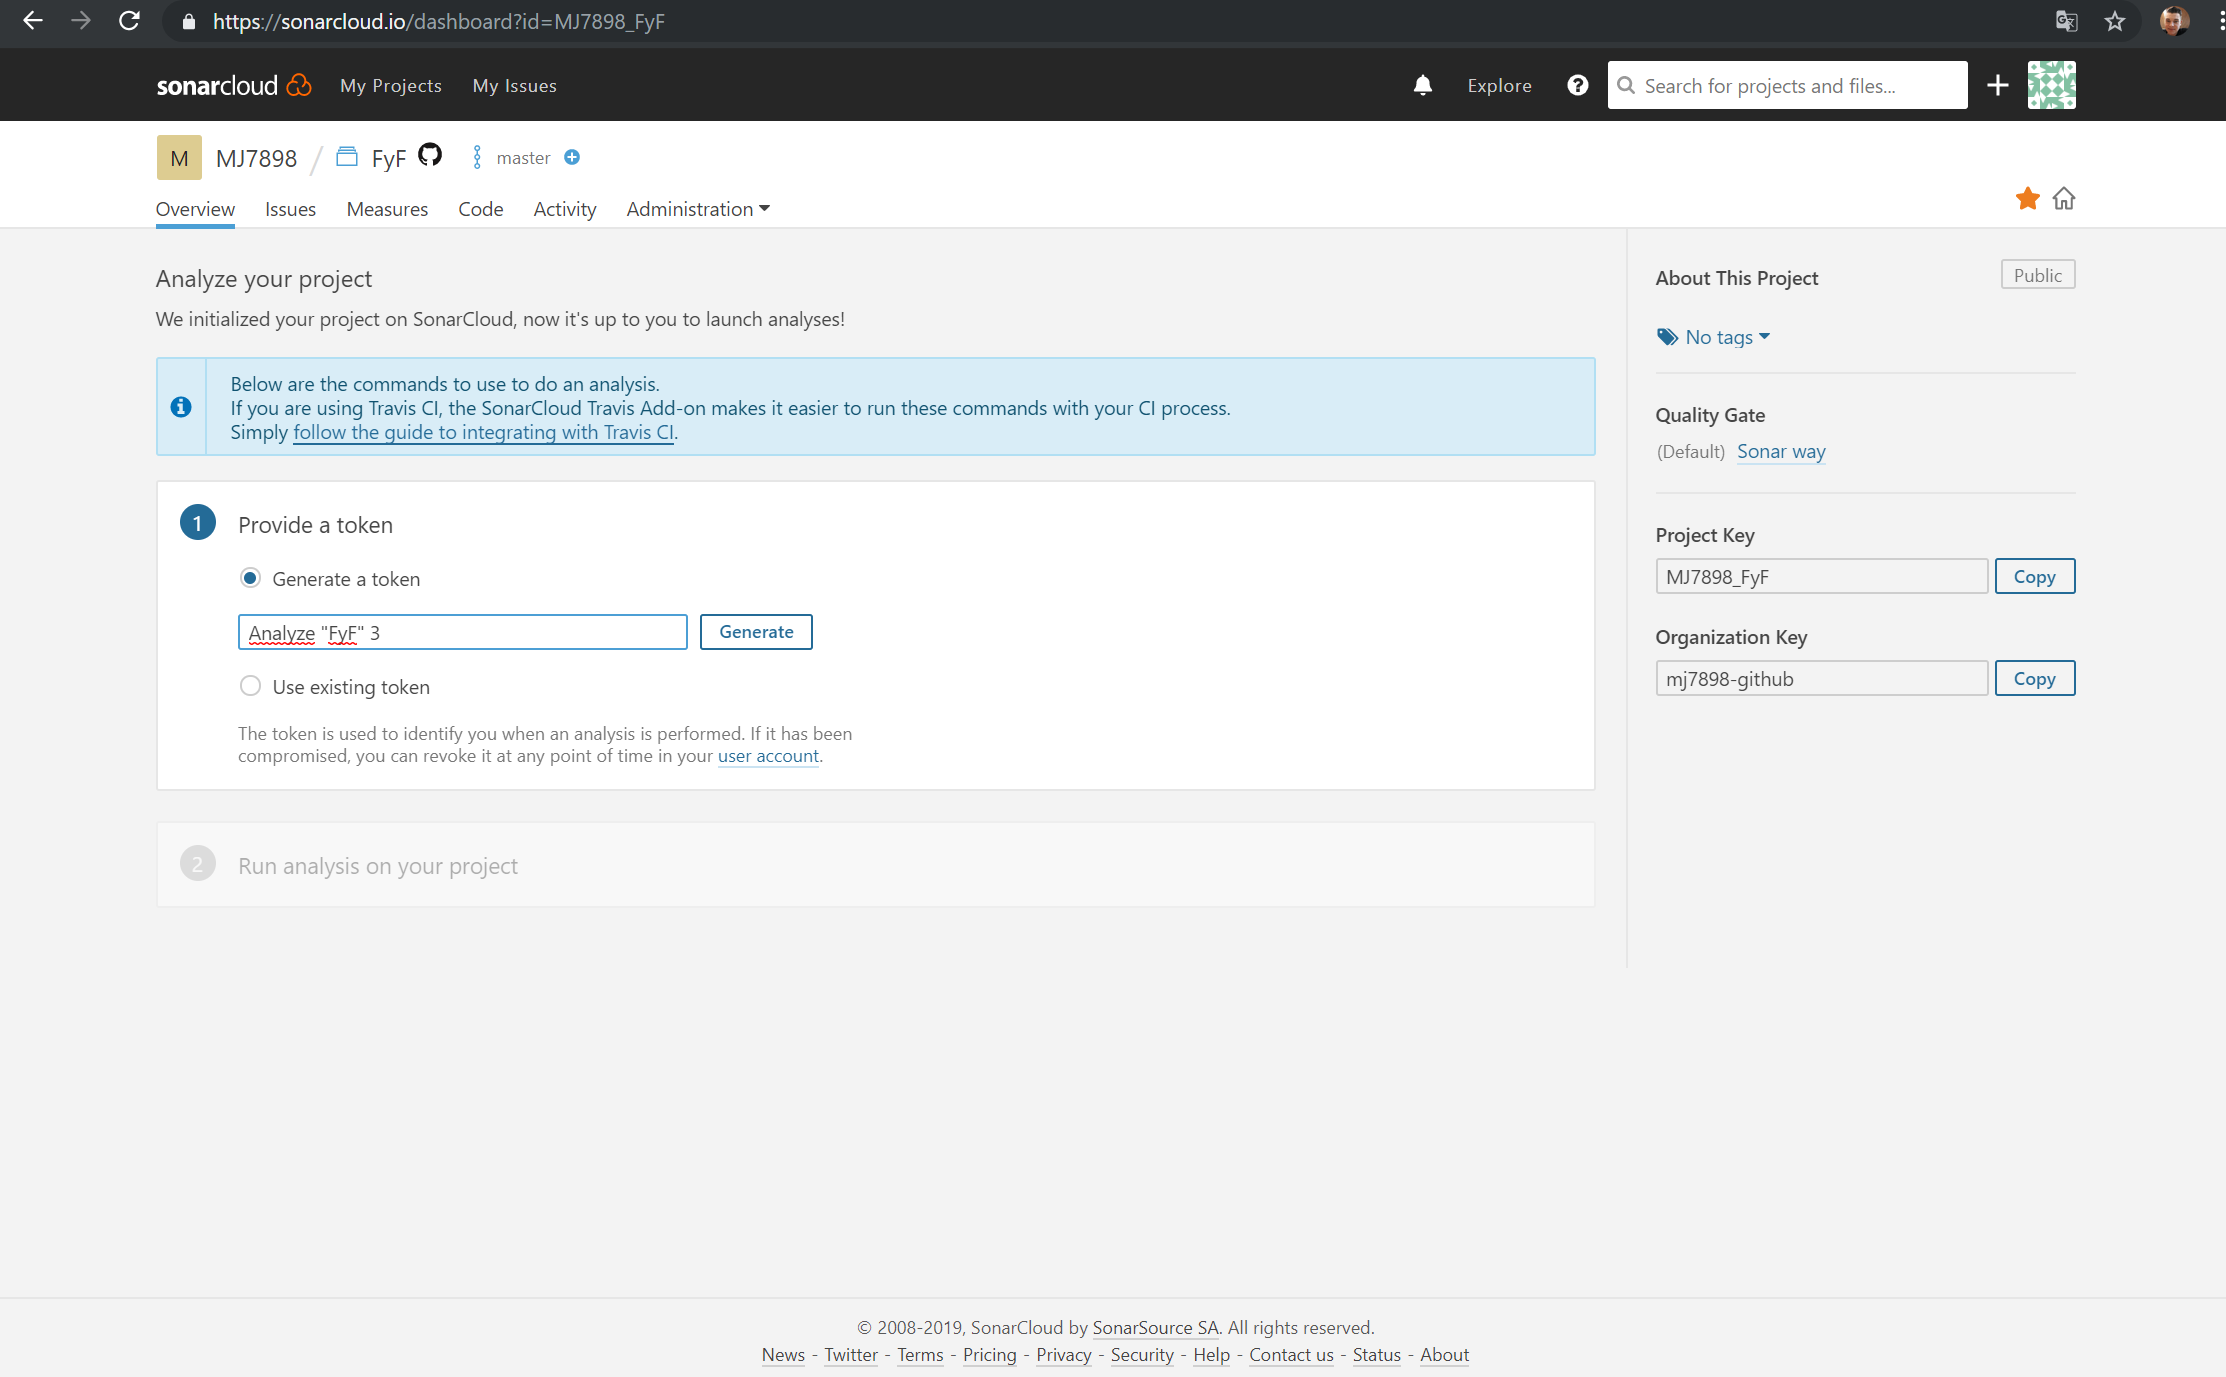 https://sonarcloud.io/dashboard?id=MJ7898_FyF
sonarcloud My Projects My Issues Explore Search for projects and files...
M MJ7898 / FyF master
Overview Issues Measures Code Activity Administration
Analyze your project
We initialized your project on SonarCloud, now it's up to you to launch analyses!
Below are the commands to use to do an analysis.
If you are using Travis CI, the SonarCloud Travis Add-on makes it easier to run these commands with your CI process.
Simply follow the guide to integrating with Travis CI.
1 Provide a token
Generate a token
Analyze "FyF" 3 Generate
Use existing token
The token is used to identify you when an analysis is performed. If it has been
compromised, you can revoke it at any point of time in your user account.
2 Run analysis on your project
About This Project Public
No tags
Quality Gate
(Default) Sonar way
Project Key
MJ7898_FyF Copy
Organization Key
mj7898-github Copy
© 2008-2019, SonarCloud by SonarSource SA. All rights reserved.
News - Twitter - Terms - Pricing - Privacy - Security - Help - Contact us - Status - About